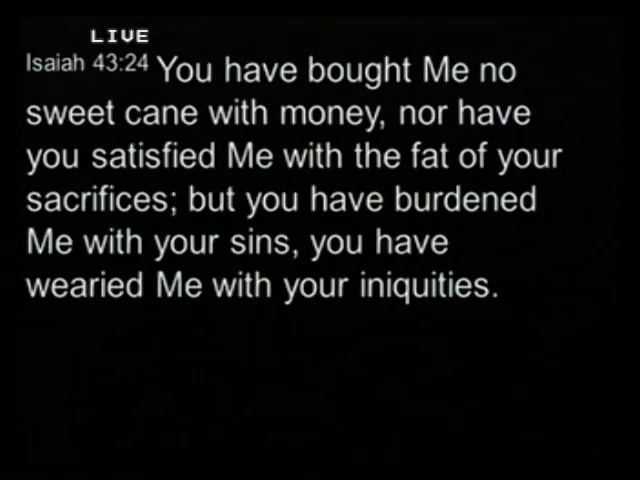 LIVE
Isaiah 43:24 You have bought Me no
sweet cane with money, nor have
you satisfied Me with the fat of your
sacrifices; but you have burdened
Me with your sins, you have
wearied Me with your iniquities.